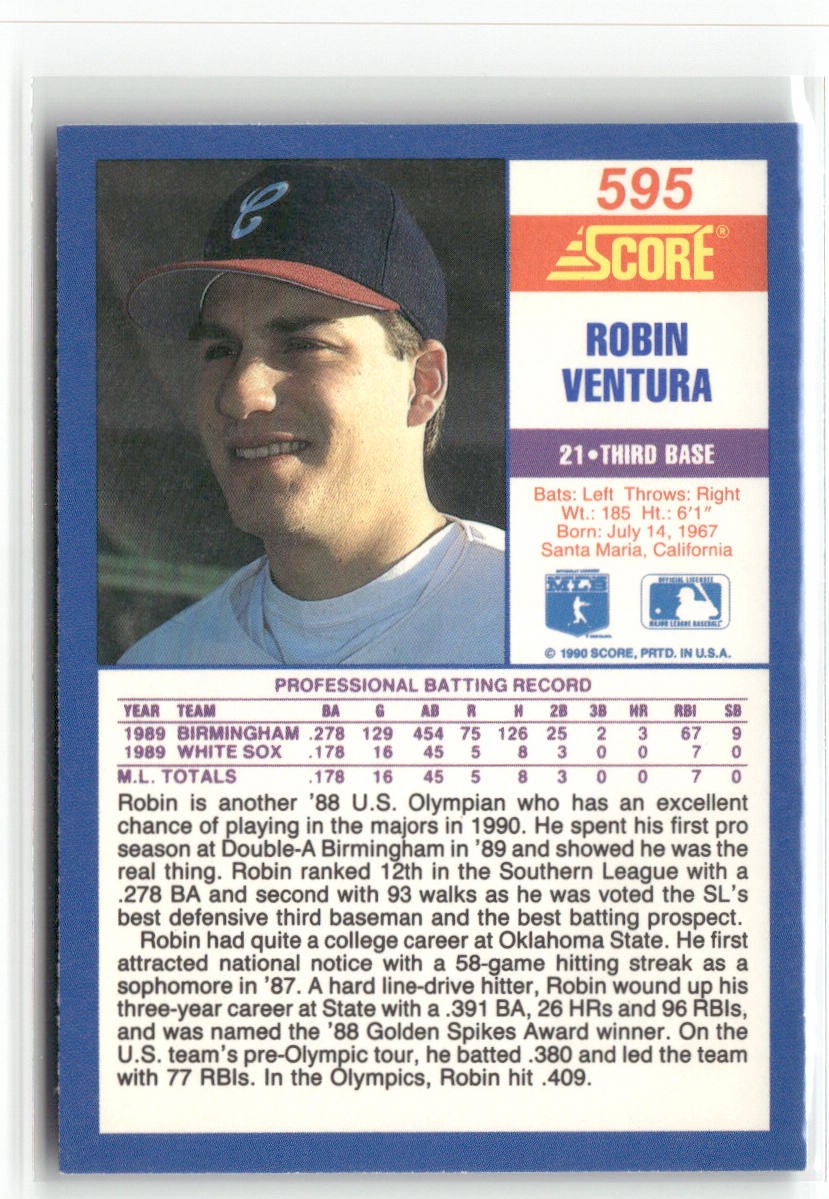 C
595
SCORE®
ROBIN
VENTURA
21•THIRD BASE
Bats: Left Throws: Right
Wt.: 185 Ht.: 6'1"
Born: July 14, 1967
Santa Maria, California
OFFICIAL LICENSEE
MAJOR LEAGUE BASEBALL
© 1990 SCORE, PRTD. IN U.S.A.
PROFESSIONAL BATTING RECORD
YEAR TEAM BA G AB R H 2B 3B HR RBI SB
1989 BIRMINGHAM .278 129 454 75 126 25 2 3 67 9
1989 WHITE SOX .178 16 45 5 8 3 0 0 7 0
M.L. TOTALS .178 16 45 5 8 3 0 0 7 0
Robin is another '88 U.S. Olympian who has an excellent
chance of playing in the majors in 1990. He spent his first pro
season at Double-A Birmingham in '89 and showed he was the
real thing. Robin ranked 12th in the Southern League with a
.278 BA and second with 93 walks as he was voted the SL's
best defensive third baseman and the best batting prospect.
Robin had quite a college career at Oklahoma State. He first
attracted national notice with a 58-game hitting streak as a
sophomore in '87. A hard line-drive hitter, Robin wound up his
three-year career at State with a .391 BA, 26 HRs and 96 RBIs,
and was named the '88 Golden Spikes Award winner. On the
U.S. team's pre-Olympic tour, he batted .380 and led the team
with 77 RBIs. In the Olympics, Robin hit .409.